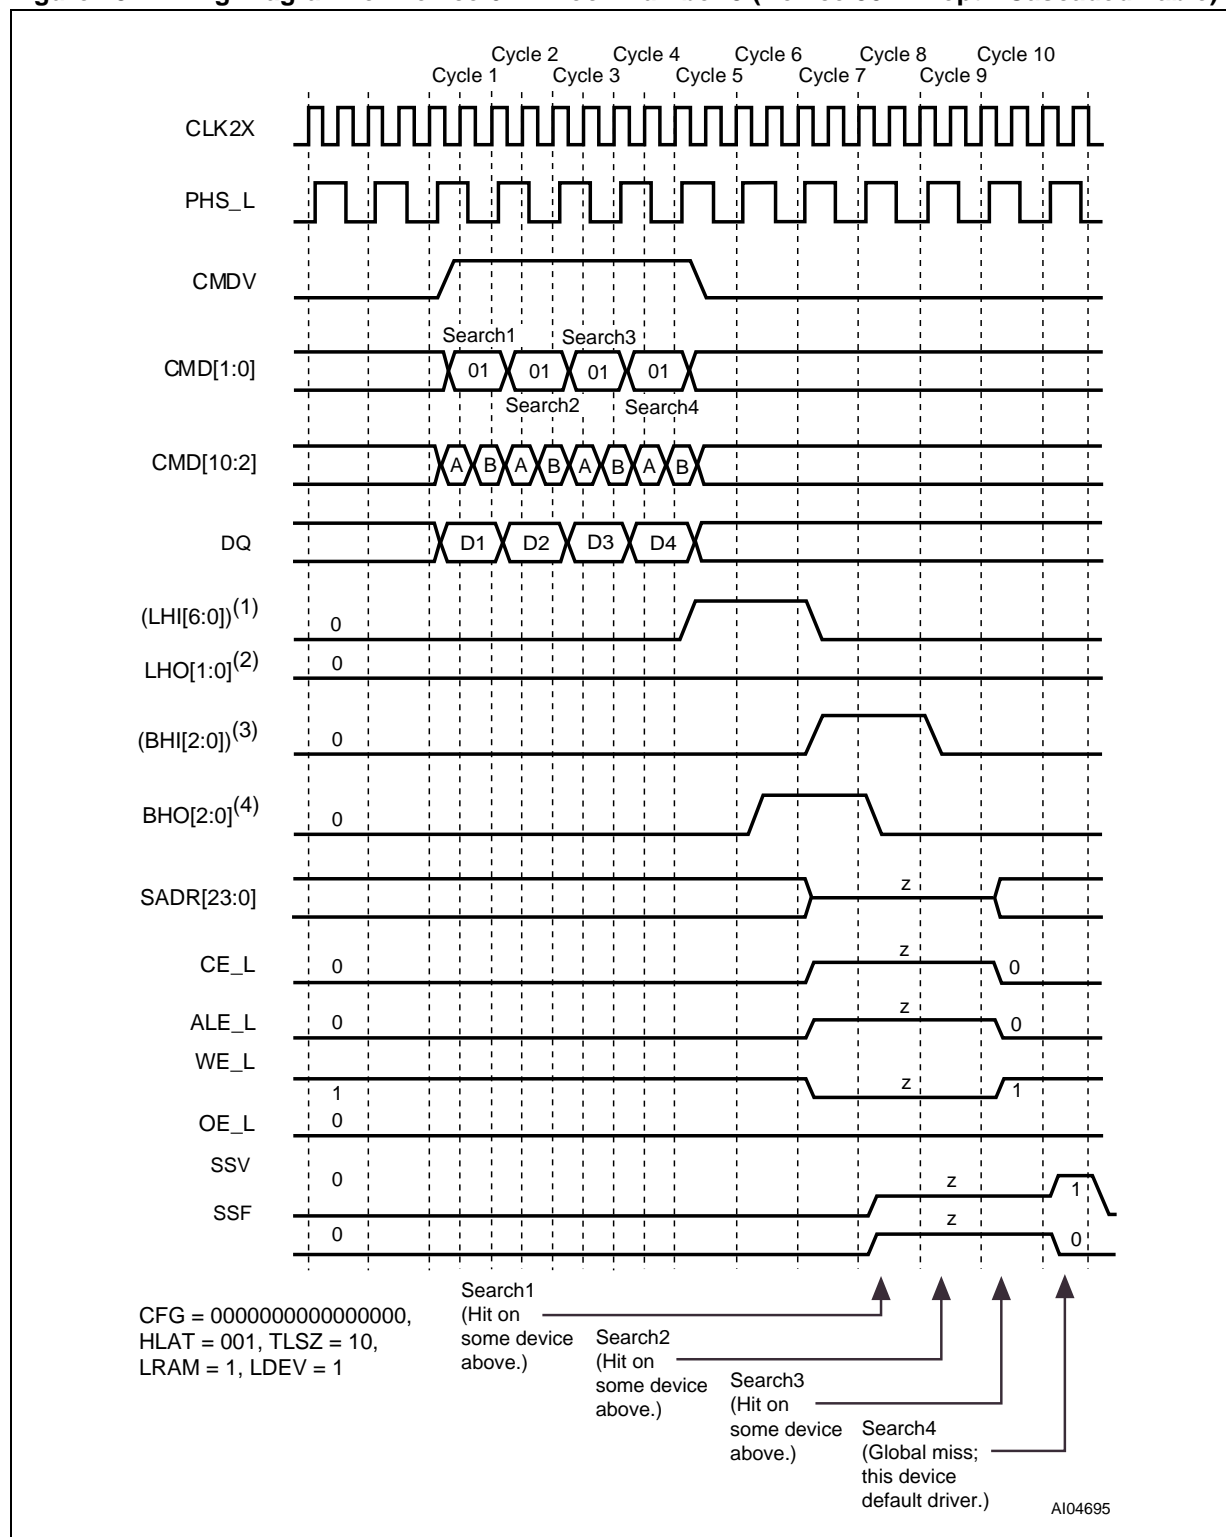 Cycle 2 Cycle 4 Cycle 6 Cycle 8 Cycle 10
Cycle 1 Cycle 3 Cycle 5 Cycle 7 Cycle 9
CLK2X
PHS_L
CMDV
Search1 Search3
CMD[1:0] 01 01 01 01
Search2 Search4
CMD[10:2] A B A B A B A B
DQ D1 D2 D3 D4
(LHI[6:0])(1) 0
LHO[1:0](2) 0
(BHI[2:0])(3) 0
BHO[2:0](4) 0
SADR[23:0] z
CE_L 0 z 0
ALE_L 0 z 0
WE_L 1 z 1
OE_L 0
SSV 0 z 1
SSF 0 z 0
CFG = 0000000000000000,
HLAT = 001, TLSZ = 10,
LRAM = 1, LDEV = 1
Search1
(Hit on
some device
above.)
Search2
(Hit on
some device
above.)
Search3
(Hit on
some device
above.)
Search4
(Global miss;
this device
default driver.)
AI04695